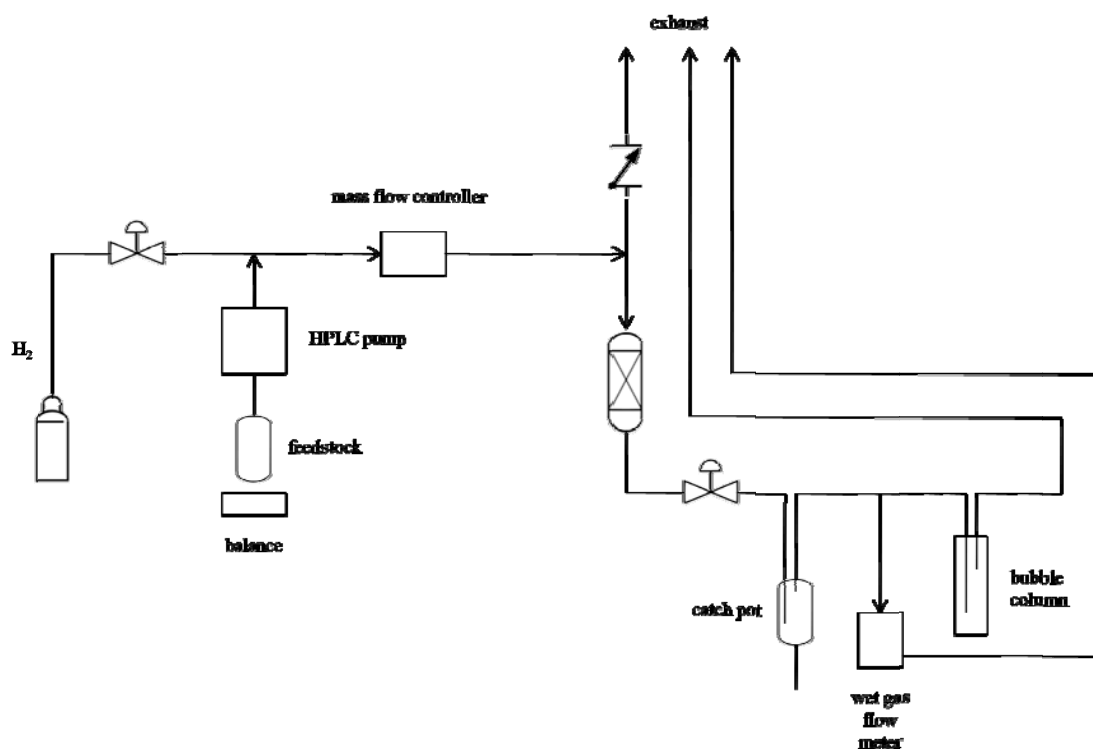 exhaust
mass flow controller
HPLC pump
H₂
feedstock
balance
catch pot
bubble
column
wet gas
flow
meter